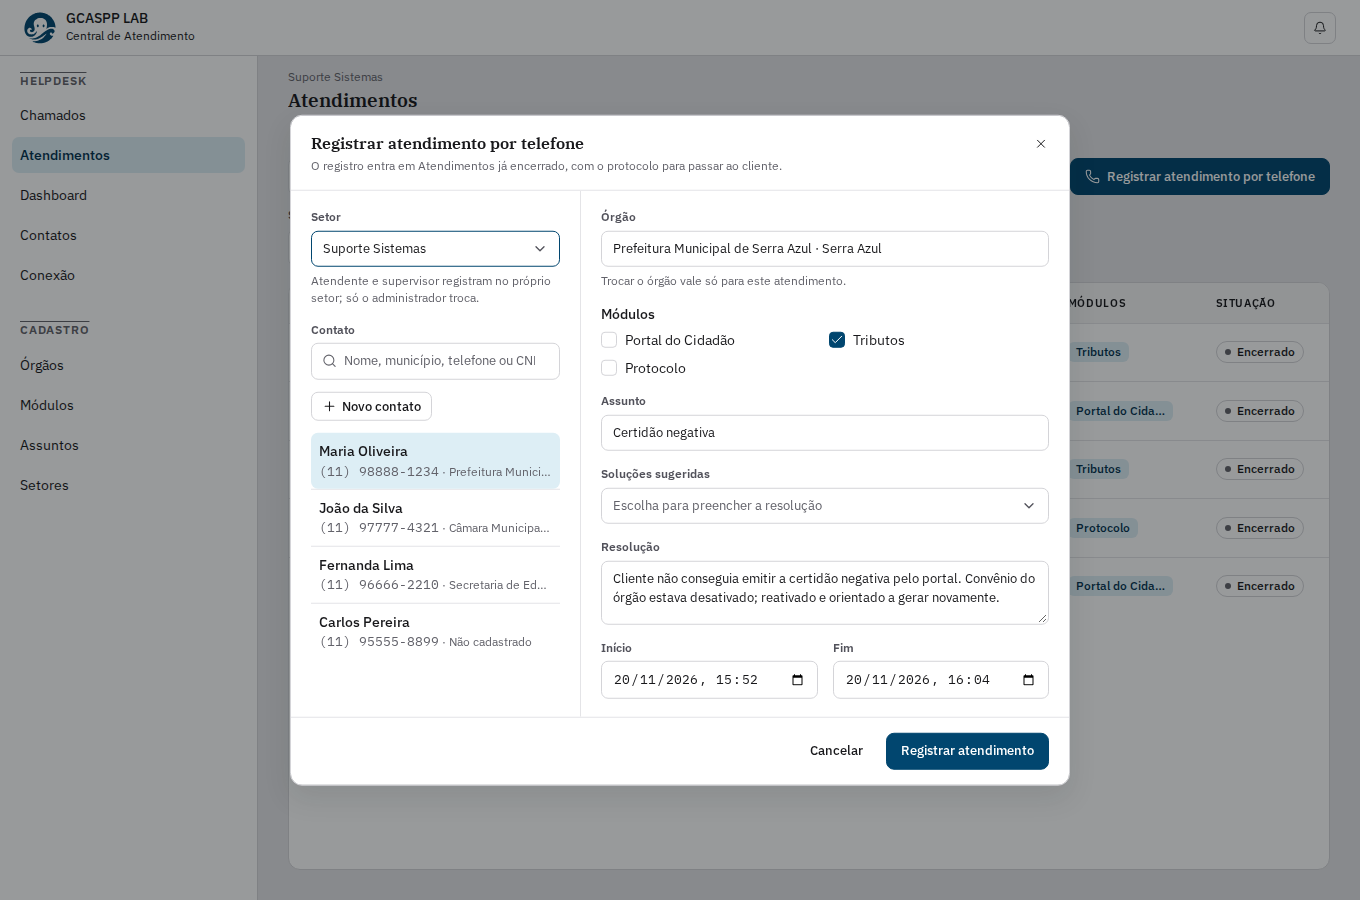 GCASPP LAB
Central de Atendimento
HELPDESK
Chamados
Atendimentos
Dashboard
Contatos
Conexão
CADASTRO
Órgãos
Módulos
Assuntos
Setores
Suporte Sistemas
Atendimentos
Registrar atendimento por telefone
MÓDULOS
SITUAÇÃO
Tributos
Encerrado
Portal do Cida...
Encerrado
Tributos
Encerrado
Protocolo
Encerrado
Portal do Cida...
Encerrado
Registrar atendimento por telefone
O registro entra em Atendimentos já encerrado, com o protocolo para passar ao cliente.
Setor
Suporte Sistemas
Atendente e supervisor registram no próprio
setor; só o administrador troca.
Contato
Nome, município, telefone ou CNI
Novo contato
Maria Oliveira
(11) 98888-1234 · Prefeitura Munici...
João da Silva
(11) 97777-4321 · Câmara Municipa...
Fernanda Lima
(11) 96666-2210 · Secretaria de Ed...
Carlos Pereira
(11) 95555-8899 · Não cadastrado
Órgão
Prefeitura Municipal de Serra Azul · Serra Azul
Trocar o órgão vale só para este atendimento.
Módulos
Portal do Cidadão
Tributos
Protocolo
Assunto
Certidão negativa
Soluções sugeridas
Escolha para preencher a resolução
Resolução
Cliente não conseguia emitir a certidão negativa pelo portal. Convênio do
órgão estava desativado; reativado e orientado a gerar novamente.
Início
20/11/2026, 15:52
Fim
20/11/2026, 16:04
Cancelar
Registrar atendimento